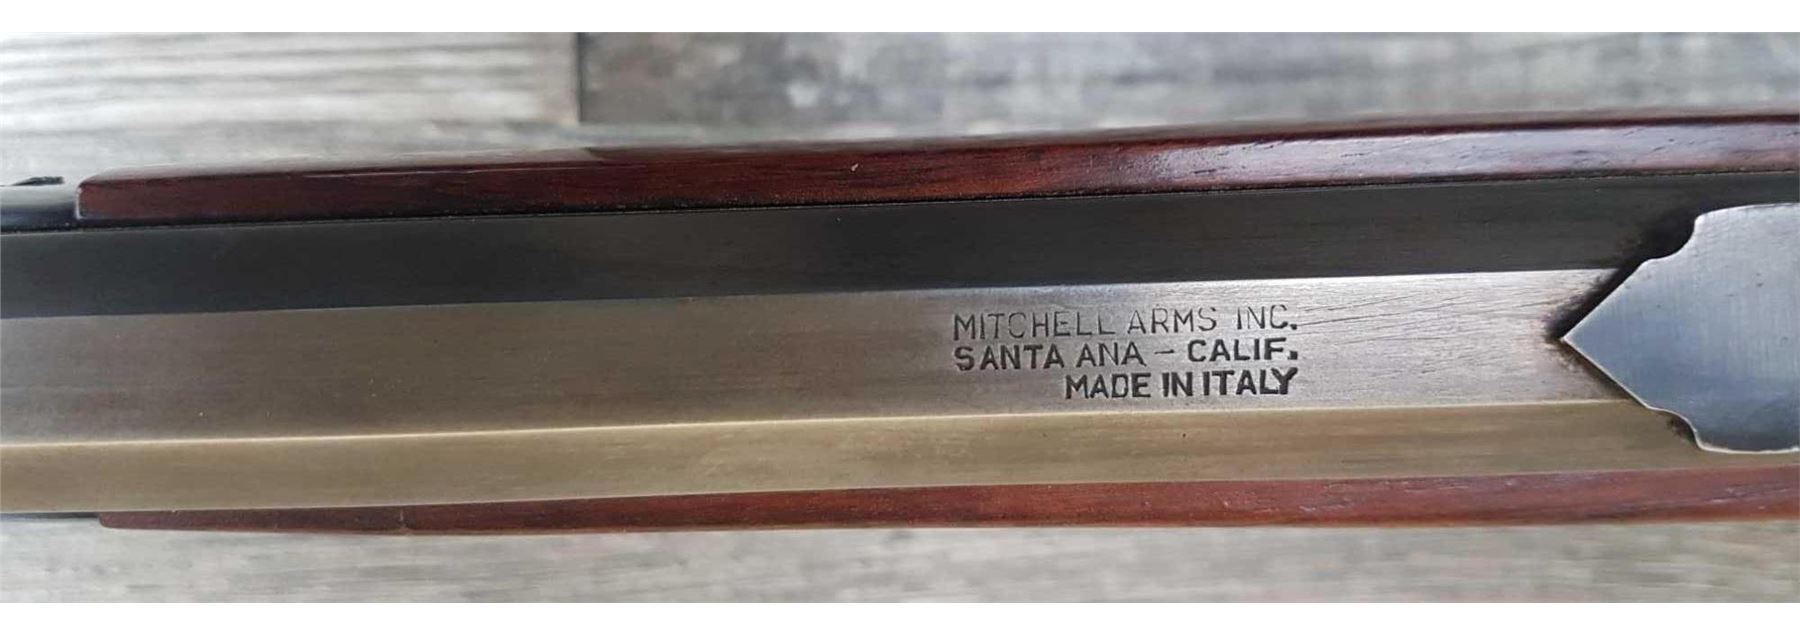 MITCHELL ARMS INC.
SANTA ANA - CALIF.
MADE IN ITALY